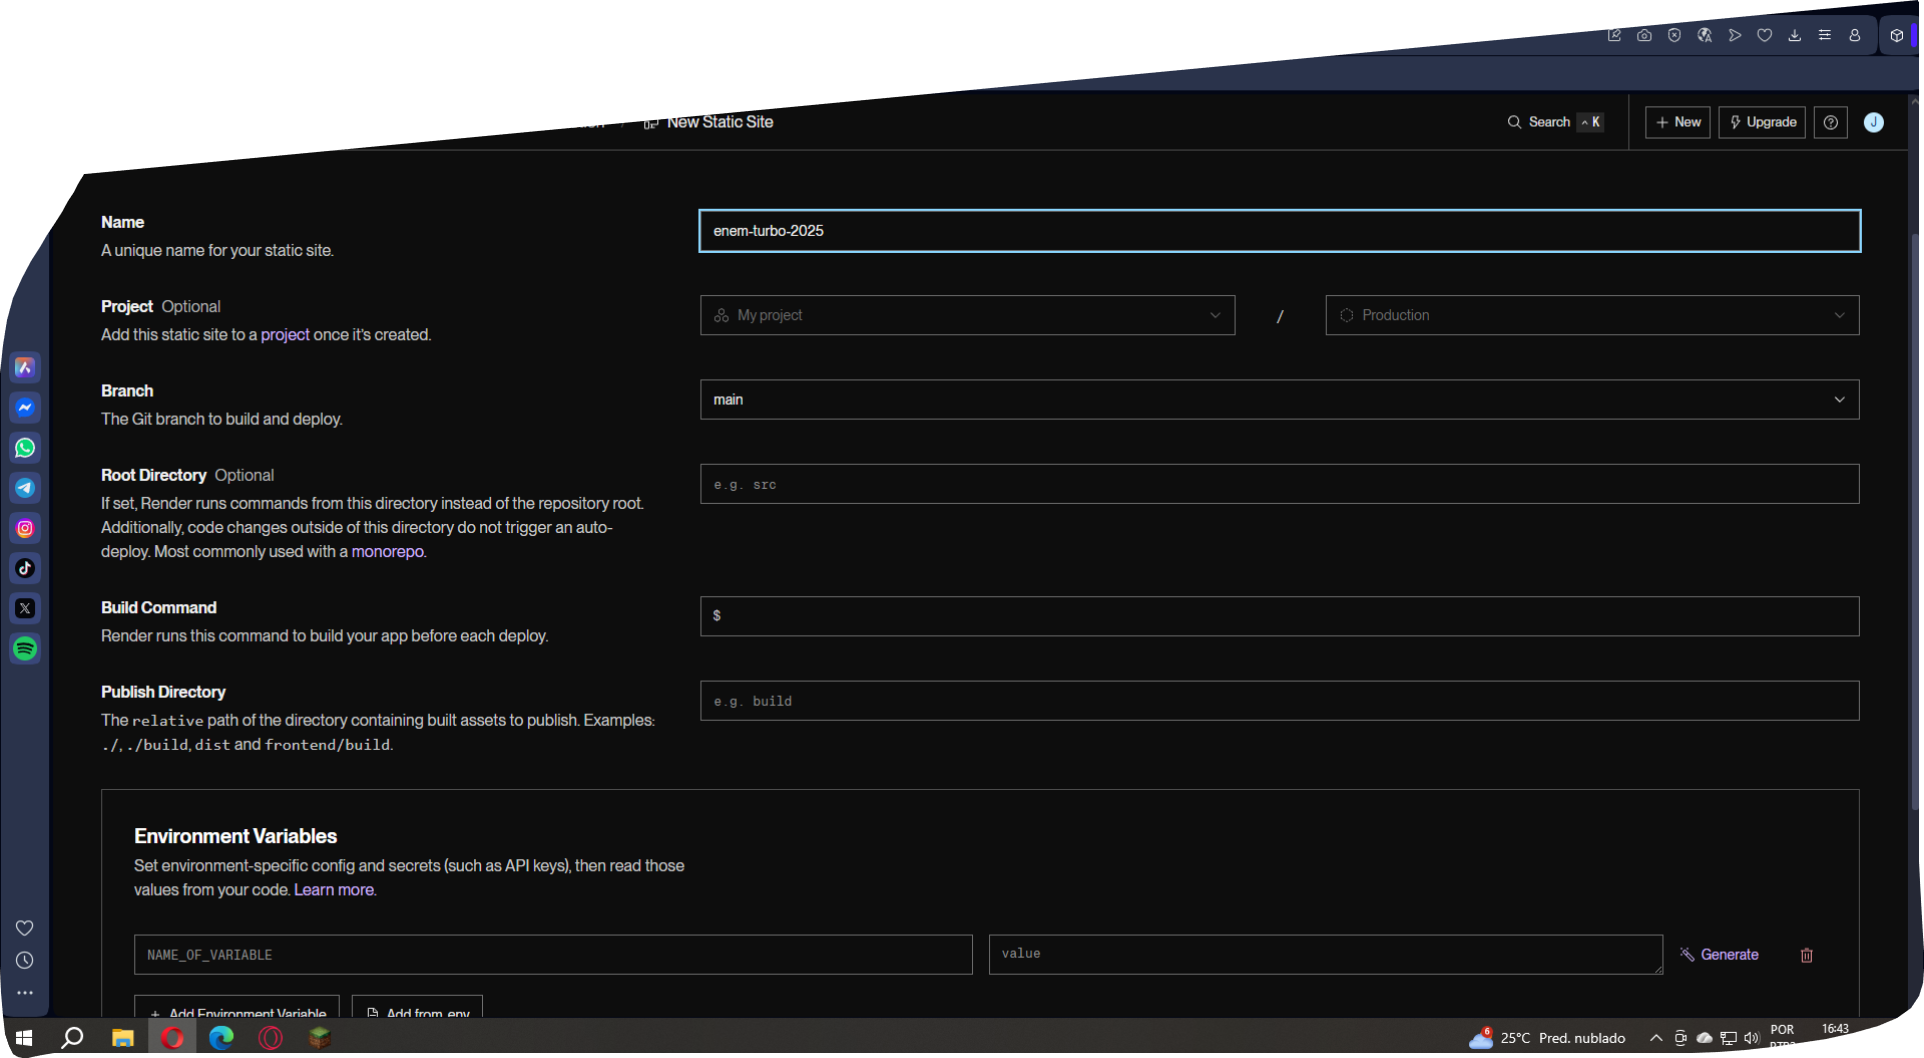 New Static Site
Search K
+ New
Upgrade
J
Name
A unique name for your static site.
enem-turbo-2025
Project Optional
Add this static site to a project once it's created.
My project
/
Production
Branch
The Git branch to build and deploy.
main
Root Directory Optional
If set, Render runs commands from this directory instead of the repository root.
Additionally, code changes outside of this directory do not trigger an auto-
deploy. Most commonly used with a monorepo.
e.g. src
Build Command
Render runs this command to build your app before each deploy.
$
Publish Directory
The relative path of the directory containing built assets to publish. Examples:
./, ./build, dist and frontend/build.
e.g. build
Environment Variables
Set environment-specific config and secrets (such as API keys), then read those
values from your code. Learn more.
NAME_OF_VARIABLE
value
Generate
+ Add Environment Variable
Add from .env
6
25°C Pred. nublado
POR
16:43